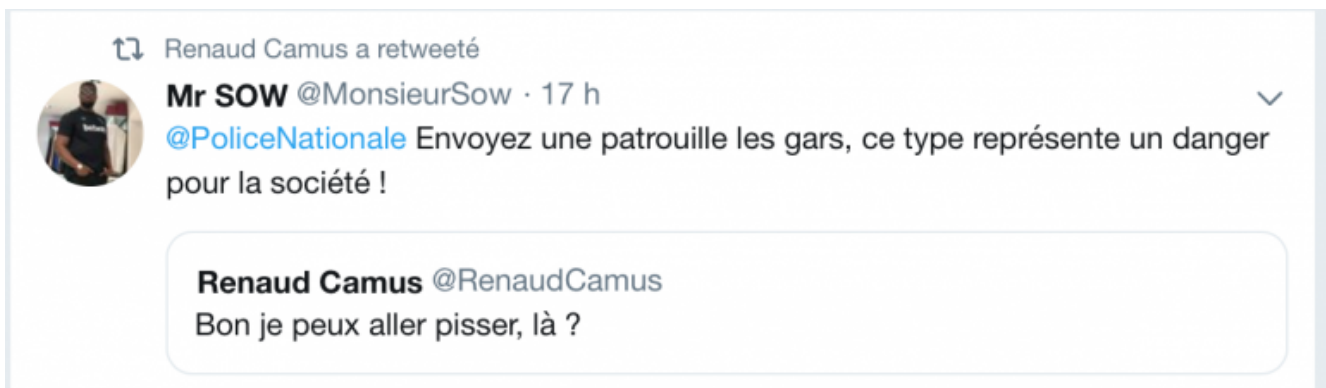 Renaud Camus a retweeté
Mr SOW @MonsieurSow · 17 h
@PoliceNationale Envoyez une patrouille les gars, ce type représente un danger
pour la société !
Renaud Camus @RenaudCamus
Bon je peux aller pisser, là ?